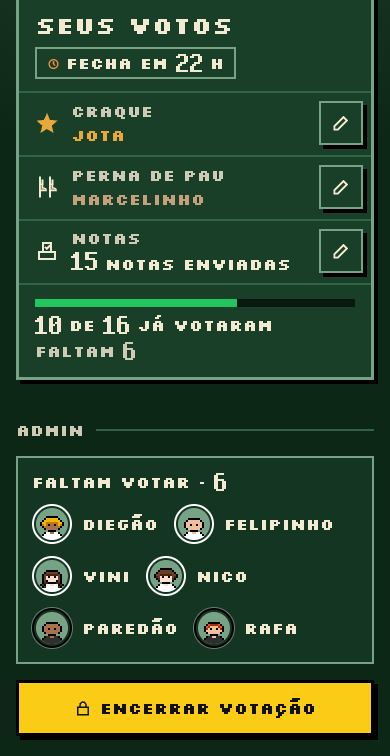 SEUS VOTOS
FECHA EM 22 H
CRAQUE
JOTA
PERNA DE PAU
MARCELINHO
NOTAS
15 NOTAS ENVIADAS
10 DE 16 JÁ VOTARAM
FALTAM 6
ADMIN
FALTAM VOTAR · 6
DIEGÃO FELIPINHO
VINI NICO
PAREDÃO RAFA
ENCERRAR VOTAÇÃO